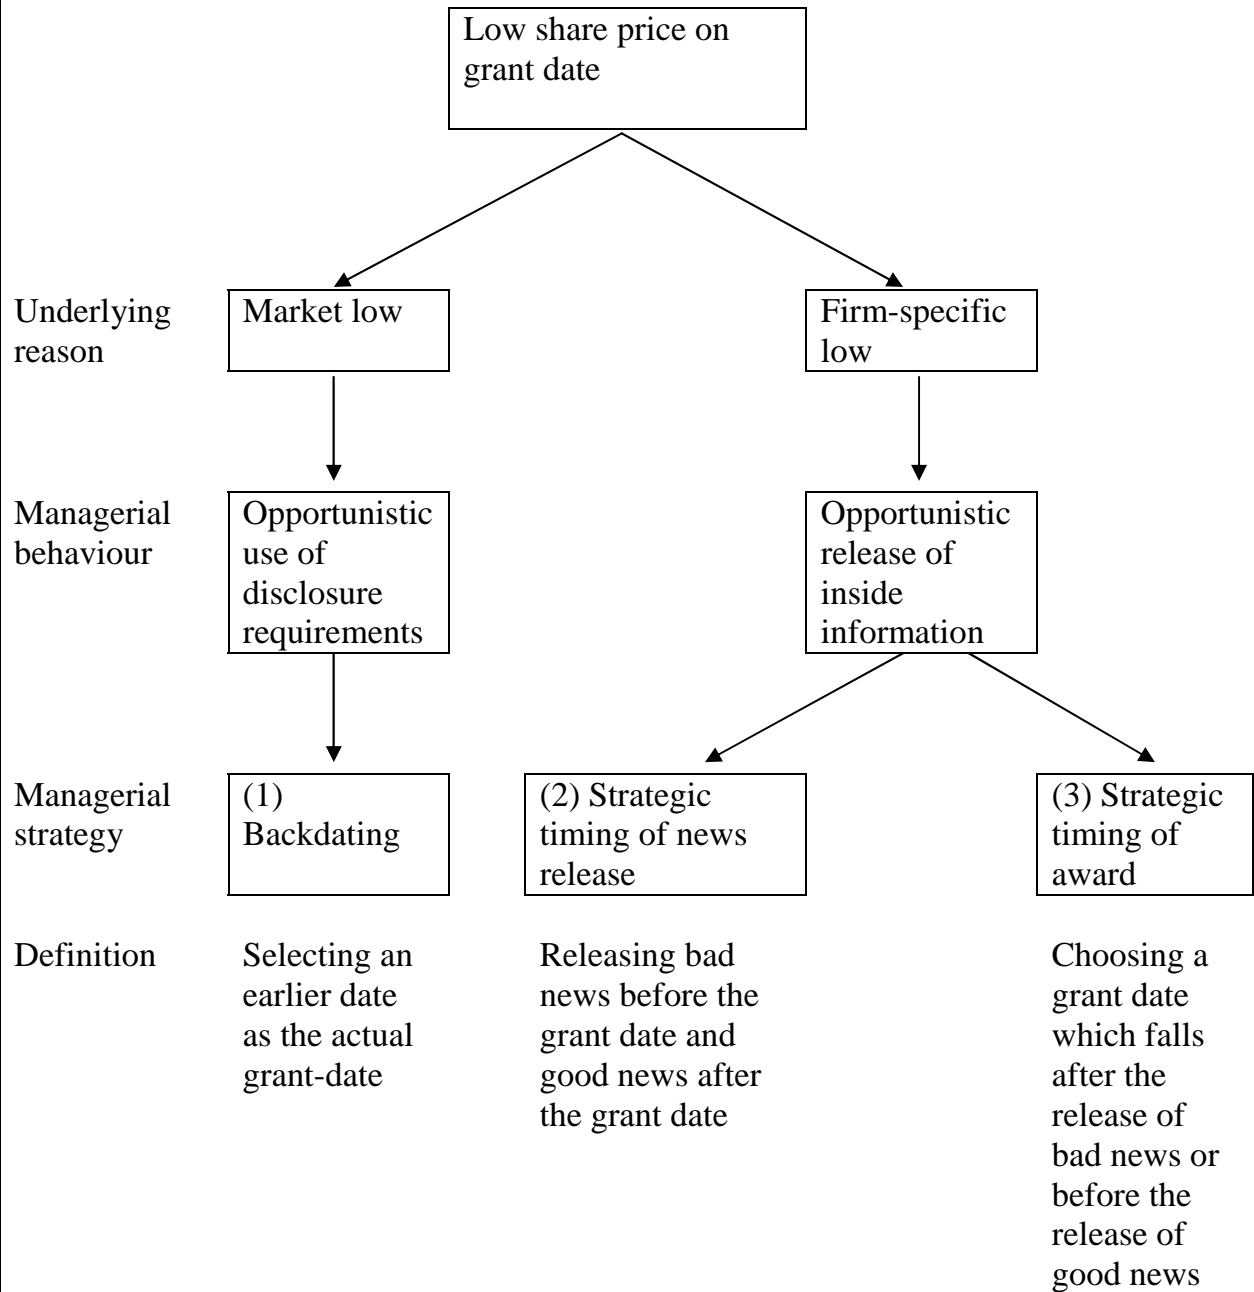 Low share price on
grant date
Underlying
reason
Market low
Firm-specific
low
Managerial
behaviour
Opportunistic
use of
disclosure
requirements
Opportunistic
release of
inside
information
Managerial
strategy
(1)
Backdating
(2) Strategic
timing of news
release
(3) Strategic
timing of
award
Definition
Selecting an
earlier date
as the actual
grant-date
Releasing bad
news before the
grant date and
good news after
the grant date
Choosing a
grant date
which falls
after the
release of
bad news or
before the
release of
good news